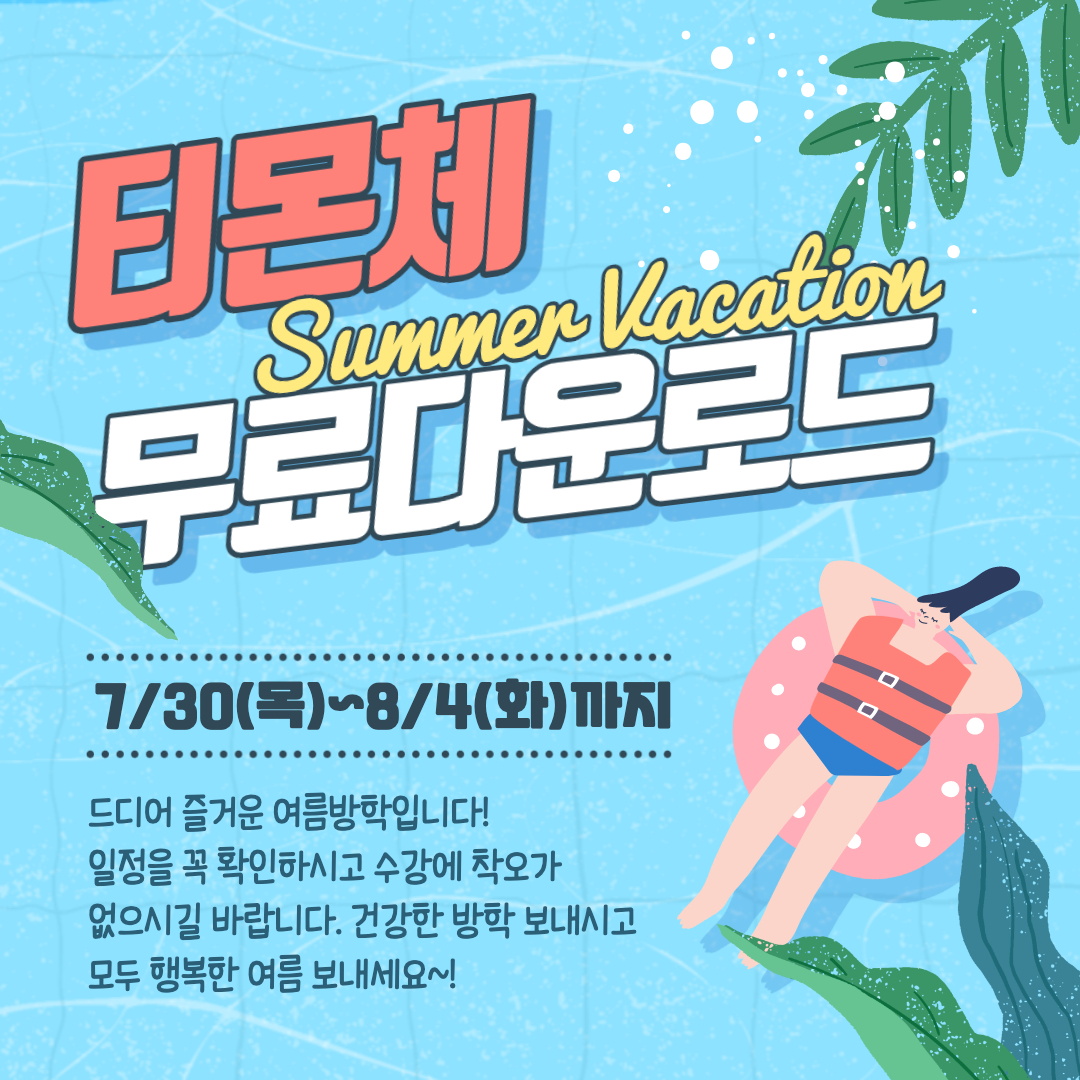 티몬체
Summer Vacation
무료다운로드
7/30(목)~8/4(화)까지
드디어 즐거운 여름방학입니다!
일정을 꼭 확인하시고 수강에 착오가
없으시길 바랍니다. 건강한 방학 보내시고
모두 행복한 여름 보내세요~!